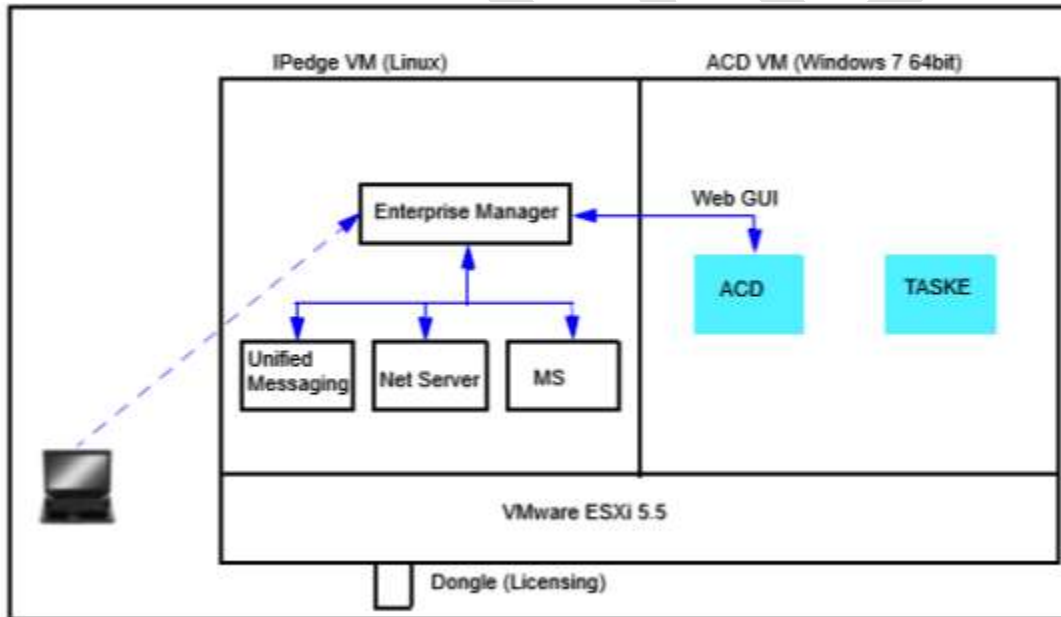 IPedge VM (Linux)
ACD VM (Windows 7 64bit)
Enterprise Manager
Web GUI
ACD
TASKE
Unified
Messaging
Net Server
MS
VMware ESXi 5.5
Dongle (Licensing)